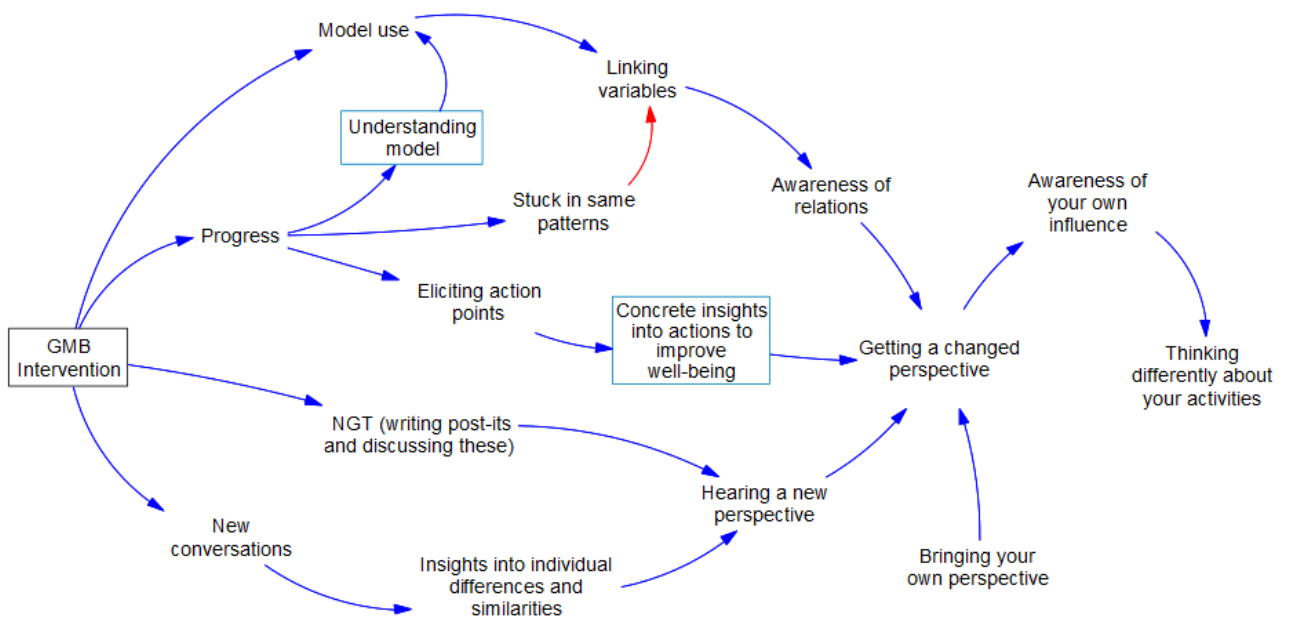 Model use
Linking
variables
Understanding
model
Awareness of
relations
Awareness of
your own
influence
Stuck in same
patterns
Progress
Eliciting action
points
Concrete insights
into actions to
improve
well-being
GMB
Intervention
Getting a changed
perspective
Thinking
differently about
your activities
NGT (writing post-its
and discussing these)
Hearing a new
perspective
New
conversations
Insights into individual
differences and
similarities
Bringing your
own perspective